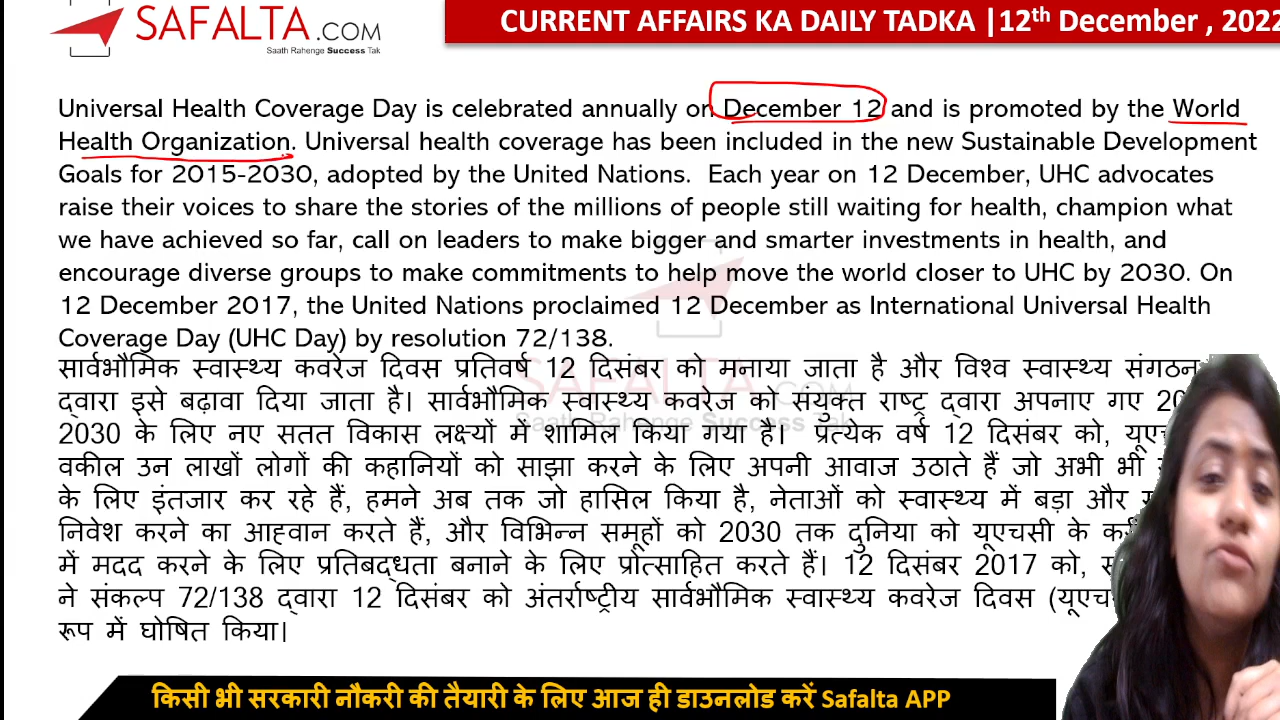 SAFALTA.COM
Saath Rahenge Success Tak
CURRENT AFFAIRS KA DAILY TADKA |12th December , 2022
Universal Health Coverage Day is celebrated annually on December 12 and is promoted by the World
Health Organization. Universal health coverage has been included in the new Sustainable Development
Goals for 2015-2030, adopted by the United Nations. Each year on 12 December, UHC advocates
raise their voices to share the stories of the millions of people still waiting for health, champion what
we have achieved so far, call on leaders to make bigger and smarter investments in health, and
encourage diverse groups to make commitments to help move the world closer to UHC by 2030. On
12 December 2017, the United Nations proclaimed 12 December as International Universal Health
Coverage Day (UHC Day) by resolution 72/138.
सार्वभौमिक स्वास्थ्य कवरेज दिवस प्रतिवर्ष 12 दिसंबर को मनाया जाता है और विश्व स्वास्थ्य संगठन
द्वारा इसे बढ़ावा दिया जाता है। सार्वभौमिक स्वास्थ्य कवरेज को संयुक्त राष्ट्र द्वारा अपनाए गए
2030 के लिए नए सतत विकास लक्ष्यों में शामिल किया गया है। प्रत्येक वर्ष 12 दिसंबर को,
वकील उन लाखों लोगों की कहानियों को साझा करने के लिए अपनी आवाज उठाते हैं जो अभी भी
के लिए इंतजार कर रहे हैं, हमने अब तक जो हासिल किया है, नेताओं को स्वास्थ्य में बड़ा और
निवेश करने का आह्वान करते हैं, और विभिन्न समूहों को 2030 तक दुनिया को यूएचसी के
में मदद करने के लिए प्रतिबद्धता बनाने के लिए प्रोत्साहित करते हैं। 12 दिसंबर 2017 को,
ने संकल्प 72/138 द्वारा 12 दिसंबर को अंतर्राष्ट्रीय सार्वभौमिक स्वास्थ्य कवरेज दिवस
रूप में घोषित किया।
किसी भी सरकारी नौकरी की तैयारी के लिए आज ही डाउनलोड करें Safalta APP